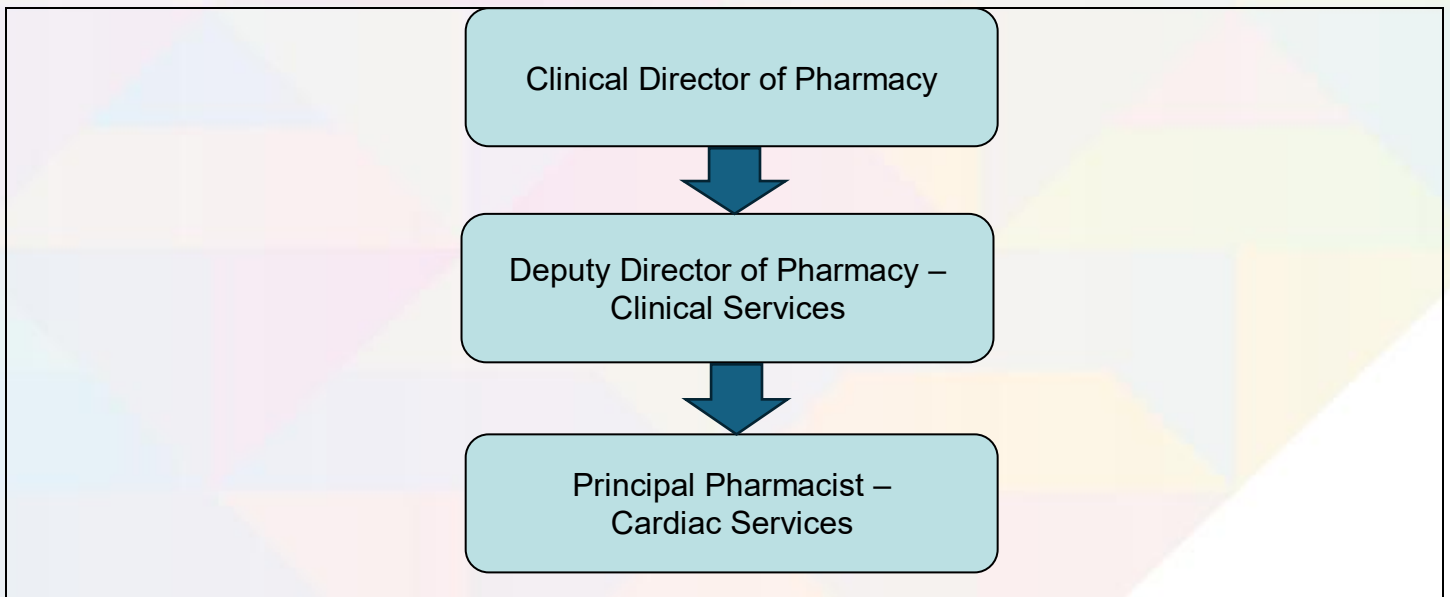 Clinical Director of Pharmacy
Deputy Director of Pharmacy –
Clinical Services
Principal Pharmacist –
Cardiac Services